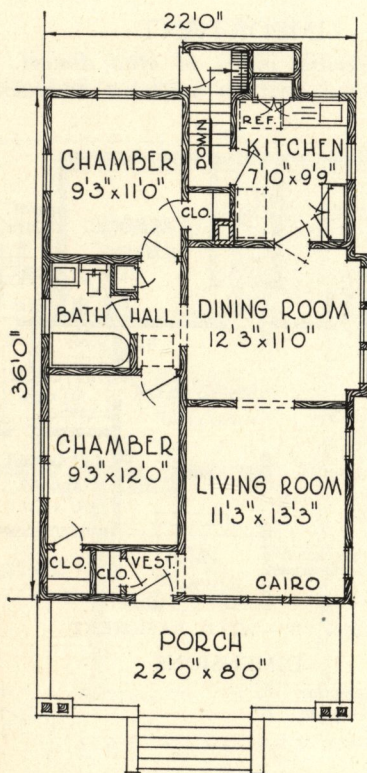 22'0"
REF.
DOWN
KITCHEN
7'10"x9'9"
CHAMBER
9'3"x11'0"
CLO.
BATH
HALL
DINING ROOM
12'3"x11'0"
36'0"
CHAMBER
9'3"x12'0"
LIVING ROOM
11'3"x13'3"
CLO.
CLO.
VEST.
CAIRO
PORCH
22'0"x8'0"